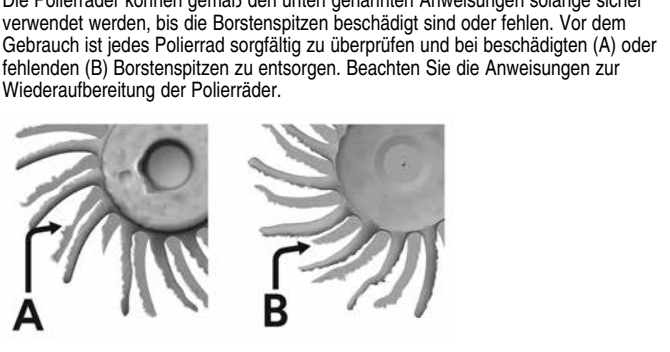 Die Polierräder können gemäß den unten genannten Anweisungen solange sicher
verwendet werden, bis die Borstenspitzen beschädigt sind oder fehlen. Vor dem
Gebrauch ist jedes Polierrad sorgfältig zu überprüfen und bei beschädigten (A) oder
fehlenden (B) Borstenspitzen zu entsorgen. Beachten Sie die Anweisungen zur
Wiederaufbereitung der Polierräder.
A
B